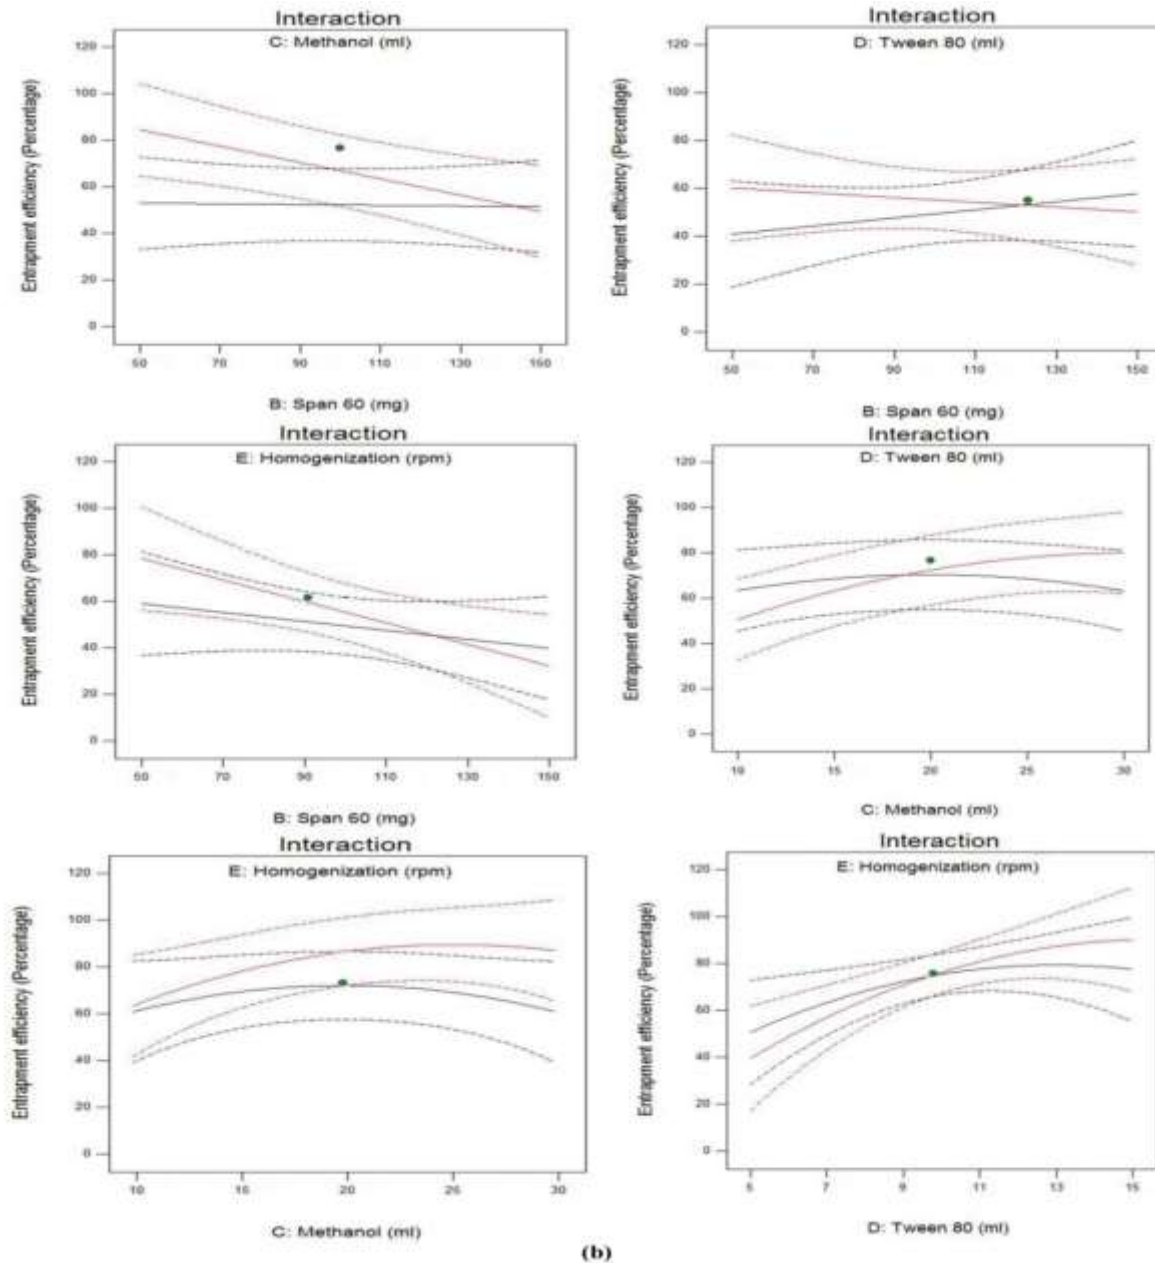 Interaction
C: Methanol (ml)
Entrapment efficiency (Percentage)
120
100
80
60
40
20
0
50 70 90 110 130 150
B: Span 60 (mg)
Interaction
D: Tween 80 (ml)
Entrapment efficiency (Percentage)
120
100
80
60
40
20
0
50 70 90 110 130 150
B: Span 60 (mg)
Interaction
E: Homogenization (rpm)
Entrapment efficiency (Percentage)
120
100
80
60
40
20
0
50 70 90 110 130 150
B: Span 60 (mg)
Interaction
D: Tween 80 (ml)
Entrapment efficiency (Percentage)
120
100
80
60
40
20
0
10 15 20 25 30
C: Methanol (ml)
Interaction
E: Homogenization (rpm)
Entrapment efficiency (Percentage)
120
100
80
60
40
20
0
10 15 20 25 30
C: Methanol (ml)
Interaction
E: Homogenization (rpm)
Entrapment efficiency (Percentage)
120
100
80
60
40
20
0
5 7 9 11 13 15
D: Tween 80 (ml)
(b)